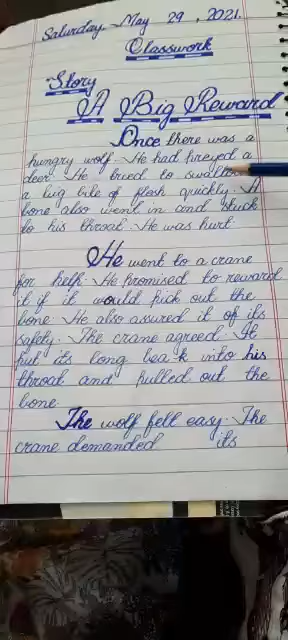 Saturday, May 29, 2021.
Classwork
Story
A Big Reward
Once there was a
hungry wolf. He had preyed a
deer. He tried to swallow
a big bite of flesh quickly. A
bone also went in and stuck
to his throat. He was hurt.
He went to a crane
for help. He promised to reward
it if it would pick out the
bone. He also assured it of its
safety. The crane agreed. It
put its long beak into his
throat and pulled out the
bone.
The wolf fell easy. The
crane demanded its